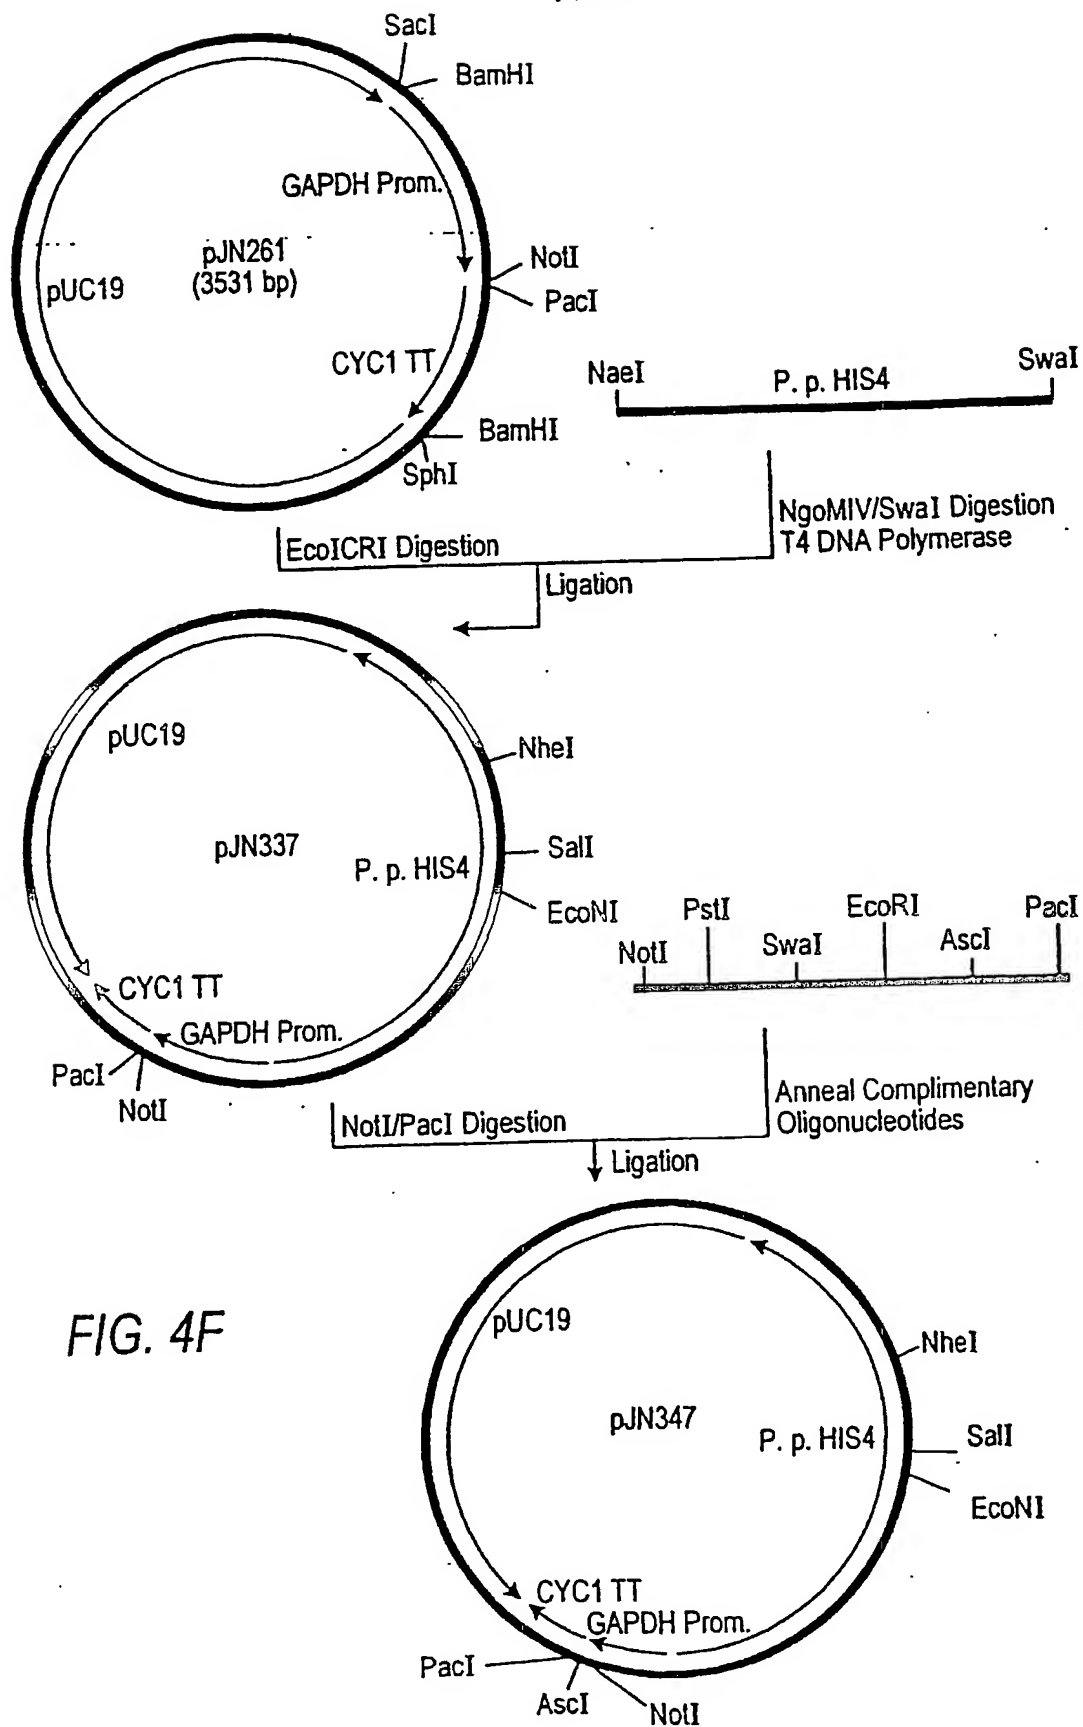 SacI
BamHI
GAPDH Prom.
pJN261
(3531 bp)
pUC19
NotI
PacI
CYC1 TT
BamHI
SphI
NaeI
P. p. HIS4
SwaI
EcoICRI Digestion
NgoMIV/SwaI Digestion
T4 DNA Polymerase
Ligation
pUC19
NheI
pJN337
P. p. HIS4
SalI
EcoNI
CYC1 TT
GAPDH Prom.
PacI
NotI
NotI
PstI
SwaI
EcoRI
AscI
PacI
NotI/PacI Digestion
Anneal Complimentary
Oligonucleotides
Ligation
FIG. 4F
pUC19
NheI
pJN347
P. p. HIS4
SalI
EcoNI
CYC1 TT
GAPDH Prom.
PacI
AscI
NotI